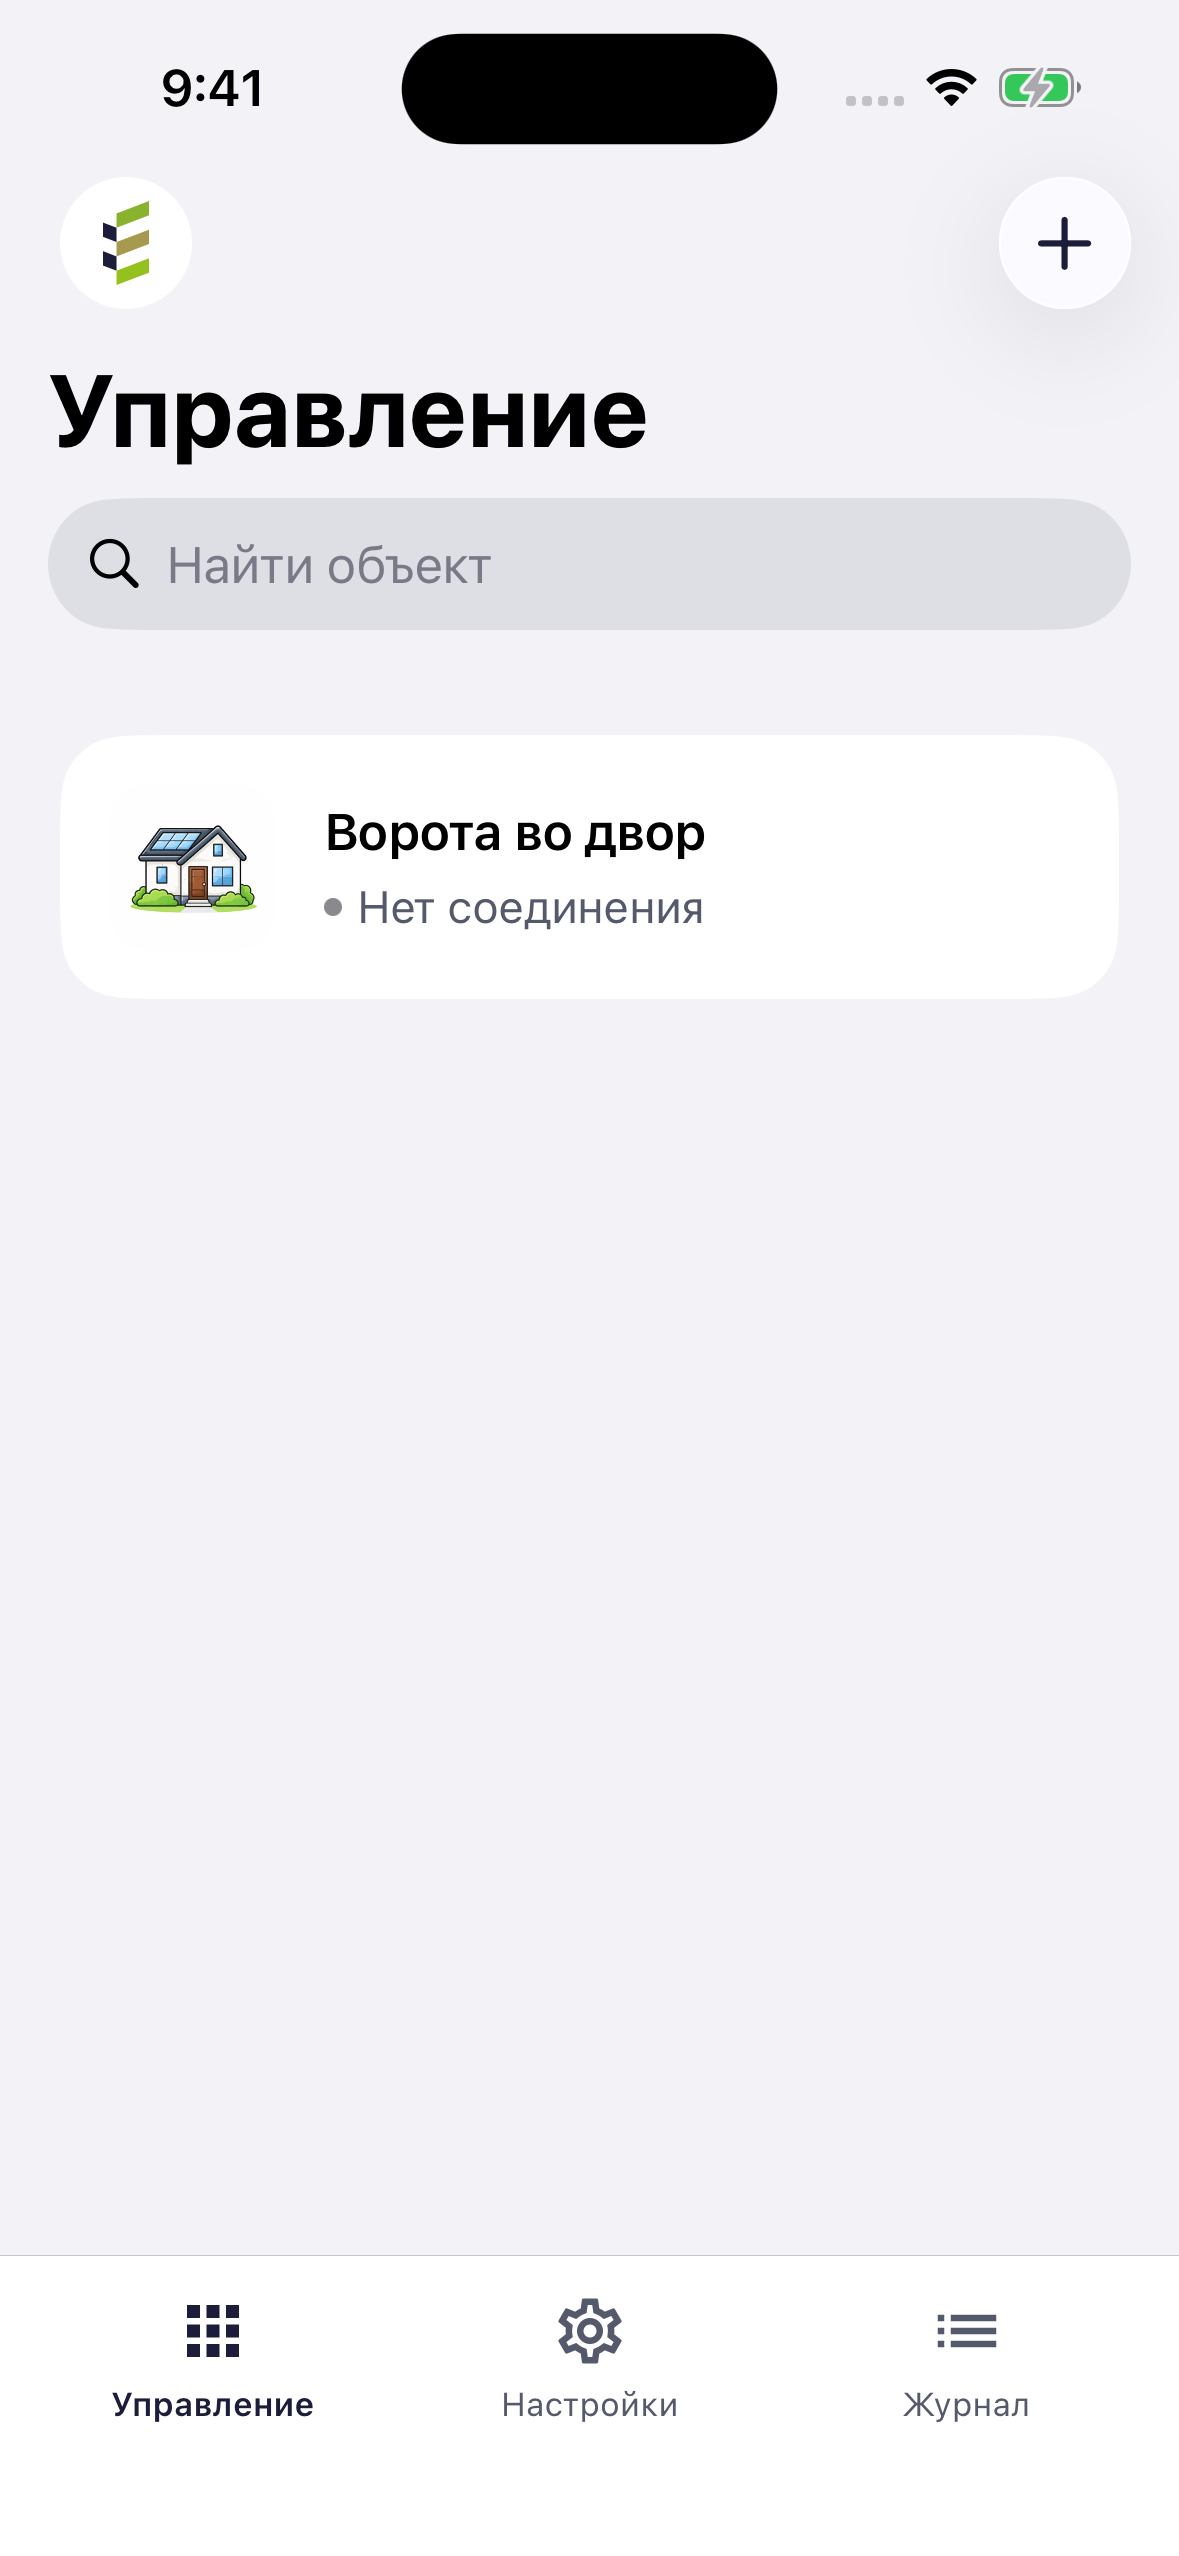 9:41
Управление
Найти объект
Ворота во двор
Нет соединения
Управление
Настройки
Журнал